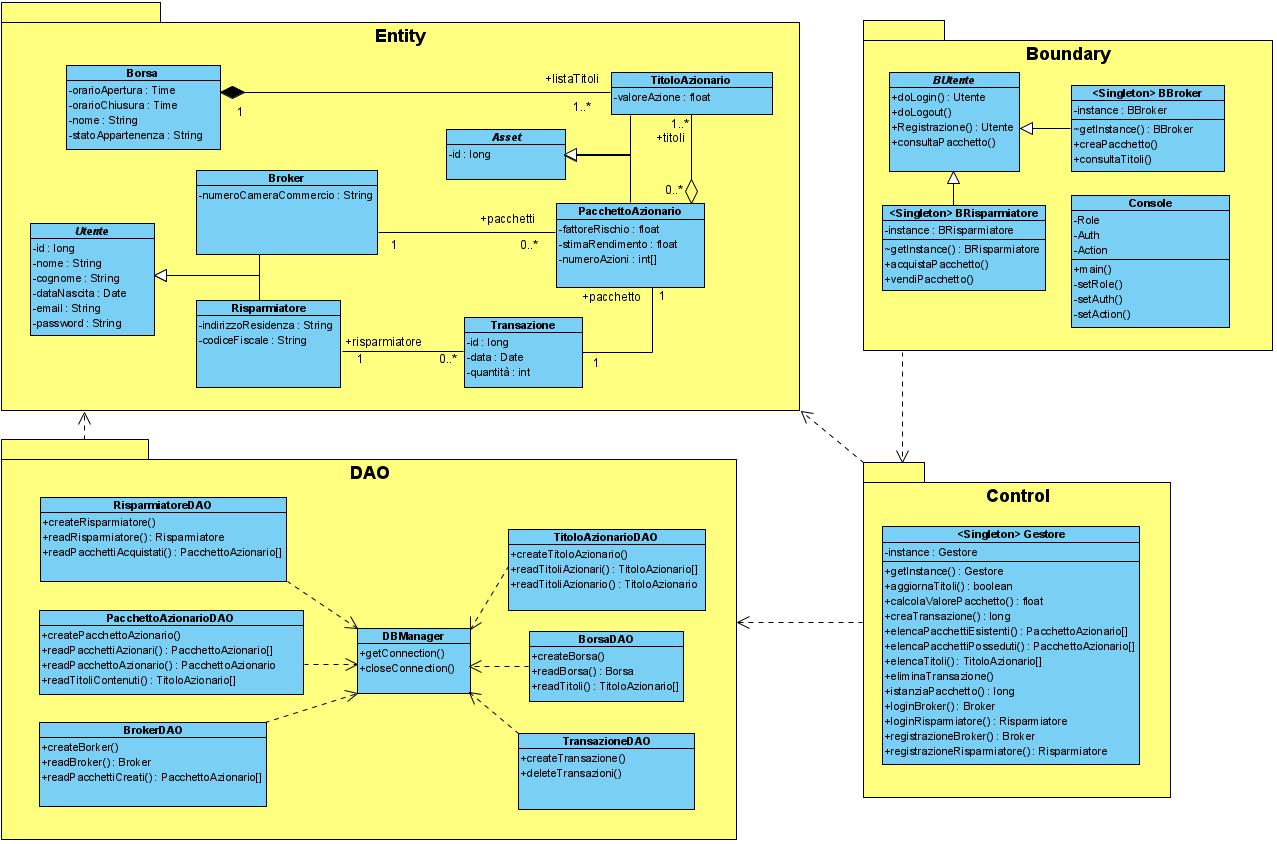 Entity
Borsa
-orarioApertura : Time
-orarioChiusura : Time
-nome : String
-statoAppartenenza : String
1
+listaTitoli
1..*
TitoloAzionario
-valoreAzione : float
1..*
+titoli
0..*
Asset
-id : long
Broker
-numeroCameraCommercio : String
1
+pacchetti
0..*
PacchettoAzionario
-fattoreRischio : float
-stimaRendimento : float
-numeroAzioni : int[]
+pacchetto
1
Utente
-id : long
-nome : String
-cognome : String
-dataNascita : Date
-email : String
-password : String
Risparmiatore
-indirizzoResidenza : String
-codiceFiscale : String
+risparmiatore
1
0..*
Transazione
-id : long
-data : Date
-quantità : int
1
Boundary
BUtente
+doLogin() : Utente
+doLogout()
+Registrazione() : Utente
+consultaPacchetto()
<Singleton> BBroker
-instance : BBroker
~getInstance() : BBroker
+creaPacchetto()
+consultaTitoli()
<Singleton> BRisparmiatore
-instance : BRisparmiatore
~getInstance() : BRisparmiatore
+acquistaPacchetto()
+vendiPacchetto()
Console
-Role
-Auth
-Action
+main()
-setRole()
-setAuth()
-setAction()
DAO
RisparmiatoreDAO
+createRisparmiatore()
+readRisparmiatore() : Risparmiatore
+readPacchettiAcquistati() : PacchettoAzionario[]
PacchettoAzionarioDAO
+createPacchettoAzionario()
+readPacchettiAzionari() : PacchettoAzionario[]
+readPacchettoAzionario() : PacchettoAzionario
+readTitoliContenuti() : TitoloAzionario[]
BrokerDAO
+createBorker()
+readBroker() : Broker
+readPacchettiCreati() : PacchettoAzionario[]
DBManager
+getConnection()
+closeConnection()
TitoloAzionarioDAO
+createTitoloAzionario()
+readTitoliAzionari() : TitoloAzionario[]
+readTitoliAzionario() : TitoloAzionario
BorsaDAO
+createBorsa()
+readBorsa() : Borsa
+readTitoli() : TitoloAzionario[]
TransazioneDAO
+createTransazione()
+deleteTransazioni()
Control
<Singleton> Gestore
-instance : Gestore
+getInstance() : Gestore
+aggiornaTitoli() : boolean
+calcolaValorePacchetto() : float
+creaTransazione() : long
+elencaPacchettiEsistenti() : PacchettoAzionario[]
+elencaPacchettiPosseduti() : PacchettoAzionario[]
+elencaTitoli() : TitoloAzionario[]
+eliminaTransazione()
+istanziaPacchetto() : long
+loginBroker() : Broker
+loginRisparmiatore() : Risparmiatore
+registrazioneBroker() : Broker
+registrazioneRisparmiatore() : Risparmiatore